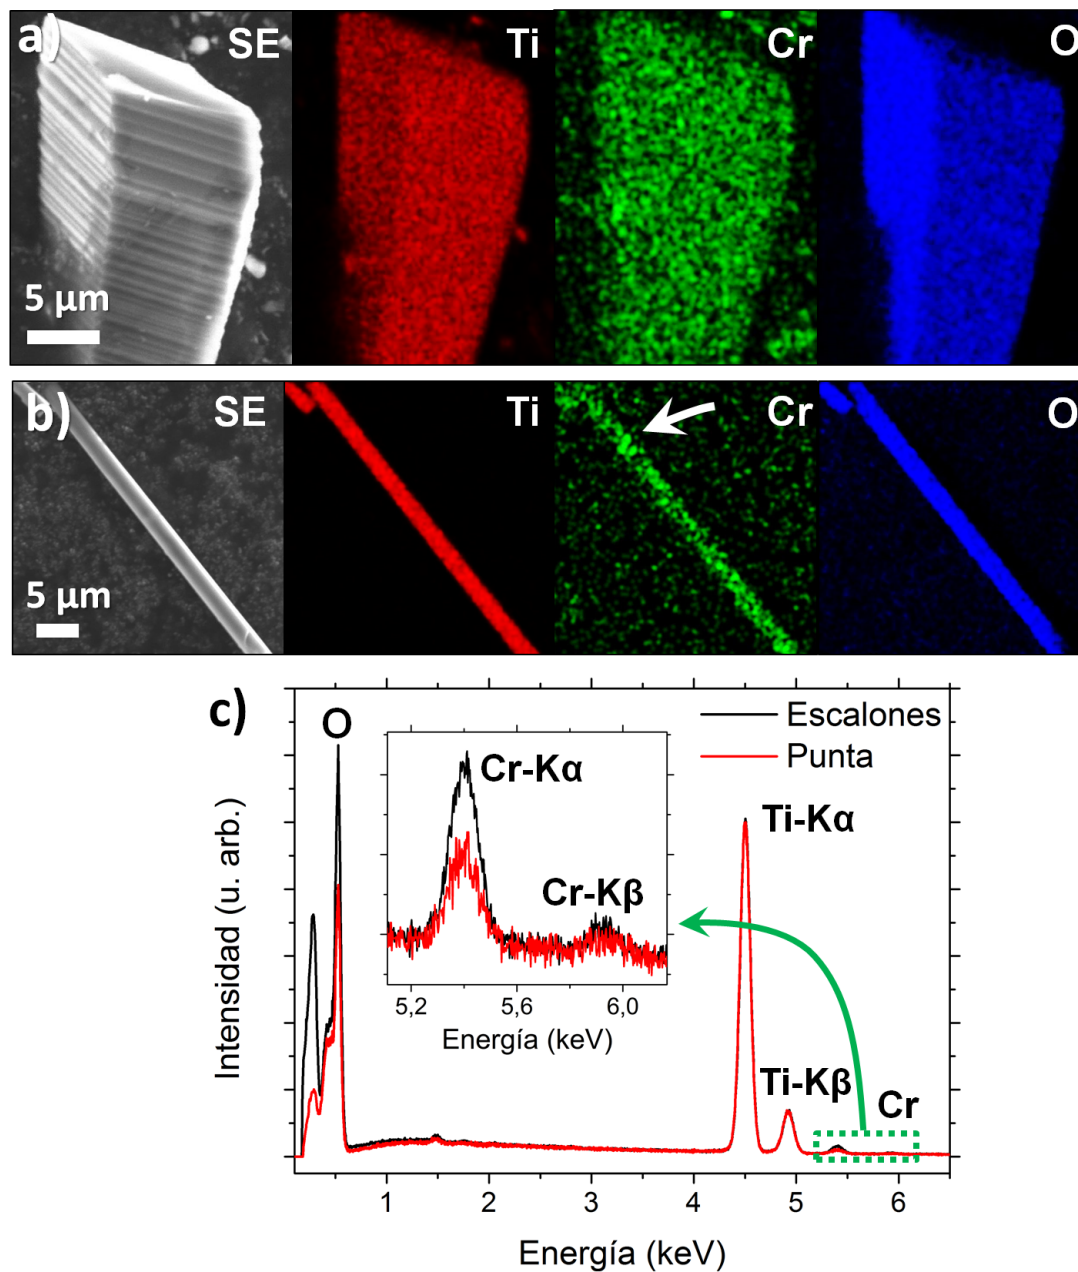 a) SE Ti Cr O
5 µm
b) SE Ti Cr O
5 µm
c)
O
Escalones
Punta
Cr-Kα
Cr-Kβ
5,2 5,6 6,0
Energía (keV)
Ti-Kα
Ti-Kβ
Cr
Intensidad (u. arb.)
1 2 3 4 5 6
Energía (keV)